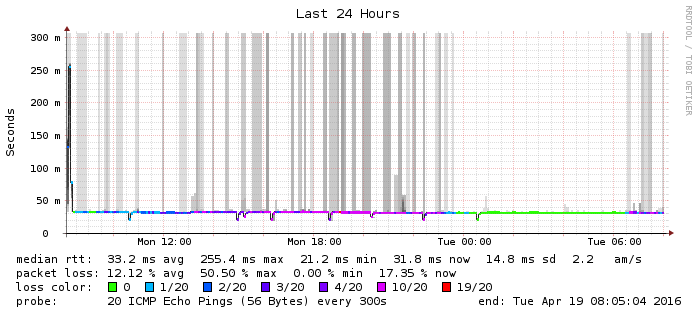 Last 24 Hours
RRDTOOL / TOBI OETIKER
Seconds
300 m
250 m
200 m
150 m
100 m
50 m
0
Mon 12:00 Mon 18:00 Tue 00:00 Tue 06:00
median rtt: 33.2 ms avg 255.4 ms max 21.2 ms min 31.8 ms now 14.8 ms sd 2.2 am/s
packet loss: 12.12 % avg 50.50 % max 0.00 % min 17.35 % now
loss color: 0 1/20 2/20 3/20 4/20 10/20 19/20
probe: 20 ICMP Echo Pings (56 Bytes) every 300s end: Tue Apr 19 08:05:04 2016